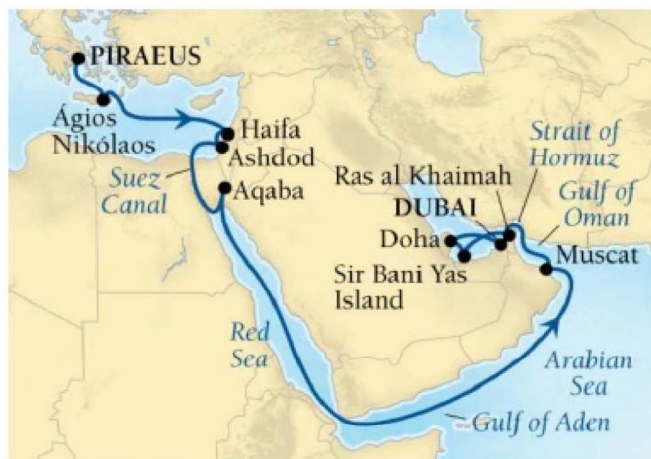 PIRAEUS
Ágios
Nikólaos
Haifa
Ashdod
Suez
Canal
Aqaba
Strait of
Hormuz
Ras al Khaimah
Gulf of
Oman
DUBAI
Doha
Muscat
Sir Bani Yas
Island
Red
Sea
Arabian
Sea
Gulf of Aden